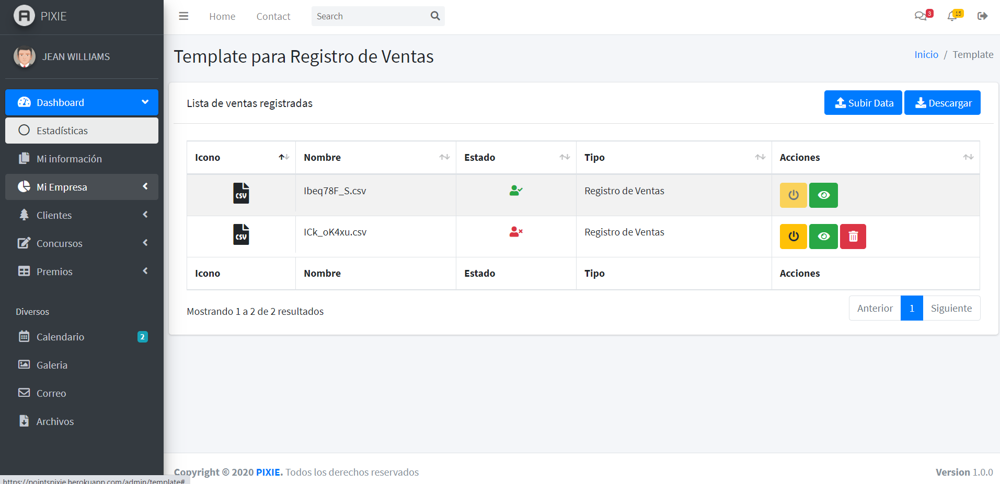 PIXIE
JEAN WILLIAMS
Dashboard
Estadísticas
Mi información
Mi Empresa
Clientes
Concursos
Premios
Diversos
Calendario 2
Galeria
Correo
Archivos
Home Contact Search 3 15
Template para Registro de Ventas Inicio / Template
Lista de ventas registradas Subir Data Descargar
Icono Nombre Estado Tipo Acciones
CSV Ibeq78F_S.csv Registro de Ventas
CSV ICk_oK4xu.csv Registro de Ventas
Icono Nombre Estado Tipo Acciones
Mostrando 1 a 2 de 2 resultados Anterior 1 Siguiente
Copyright © 2020 PIXIE. Todos los derechos reservados Version 1.0.0
https://pointspixie.herokuapp.com/admin/template#